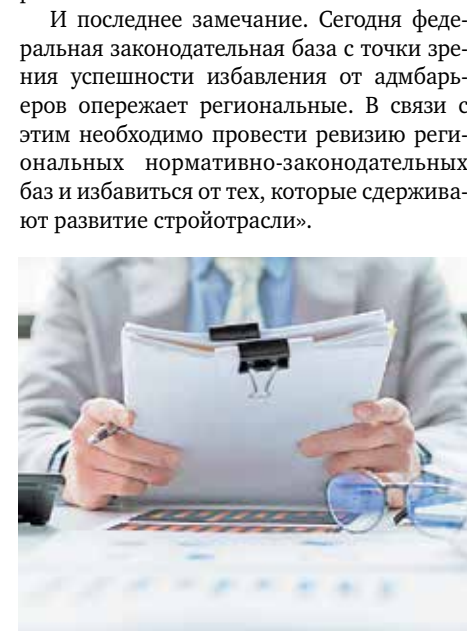 И последнее замечание. Сегодня феде-
ральная законодательная база с точки зре-
ния успешности избавления от адмбарь-
еров опережает региональные. В связи с
этим необходимо провести ревизию реги-
ональных нормативно-законодательных
баз и избавиться от тех, которые сдержива-
ют развитие стройотрасли».